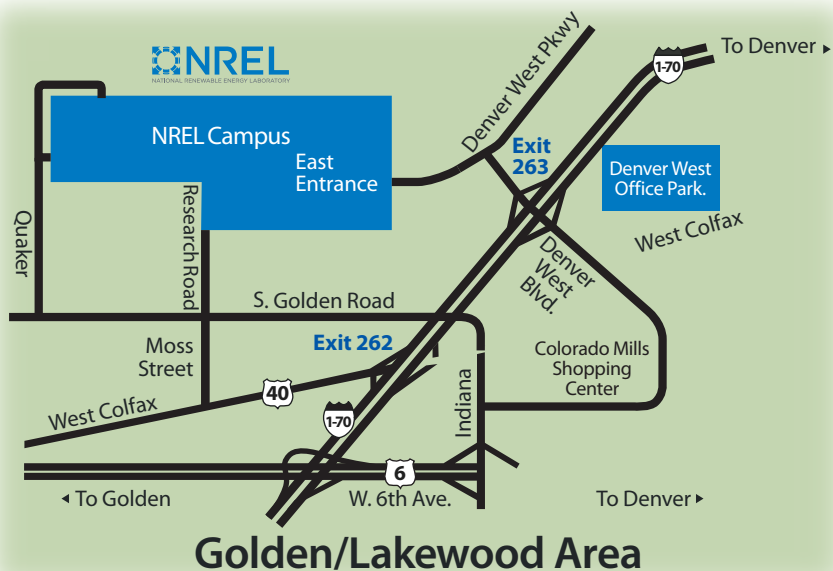 NREL
NATIONAL RENEWABLE ENERGY LABORATORY
To Denver
1-70
Denver West Pkwy
NREL Campus
East
Entrance
Exit
263
Denver West
Office Park.
Quaker
Research Road
West Colfax
Denver
West
Blvd.
S. Golden Road
Moss
Street
Exit 262
Colorado Mills
Shopping
Center
40
West Colfax
1-70
Indiana
6
To Golden
W. 6th Ave.
To Denver
Golden/Lakewood Area